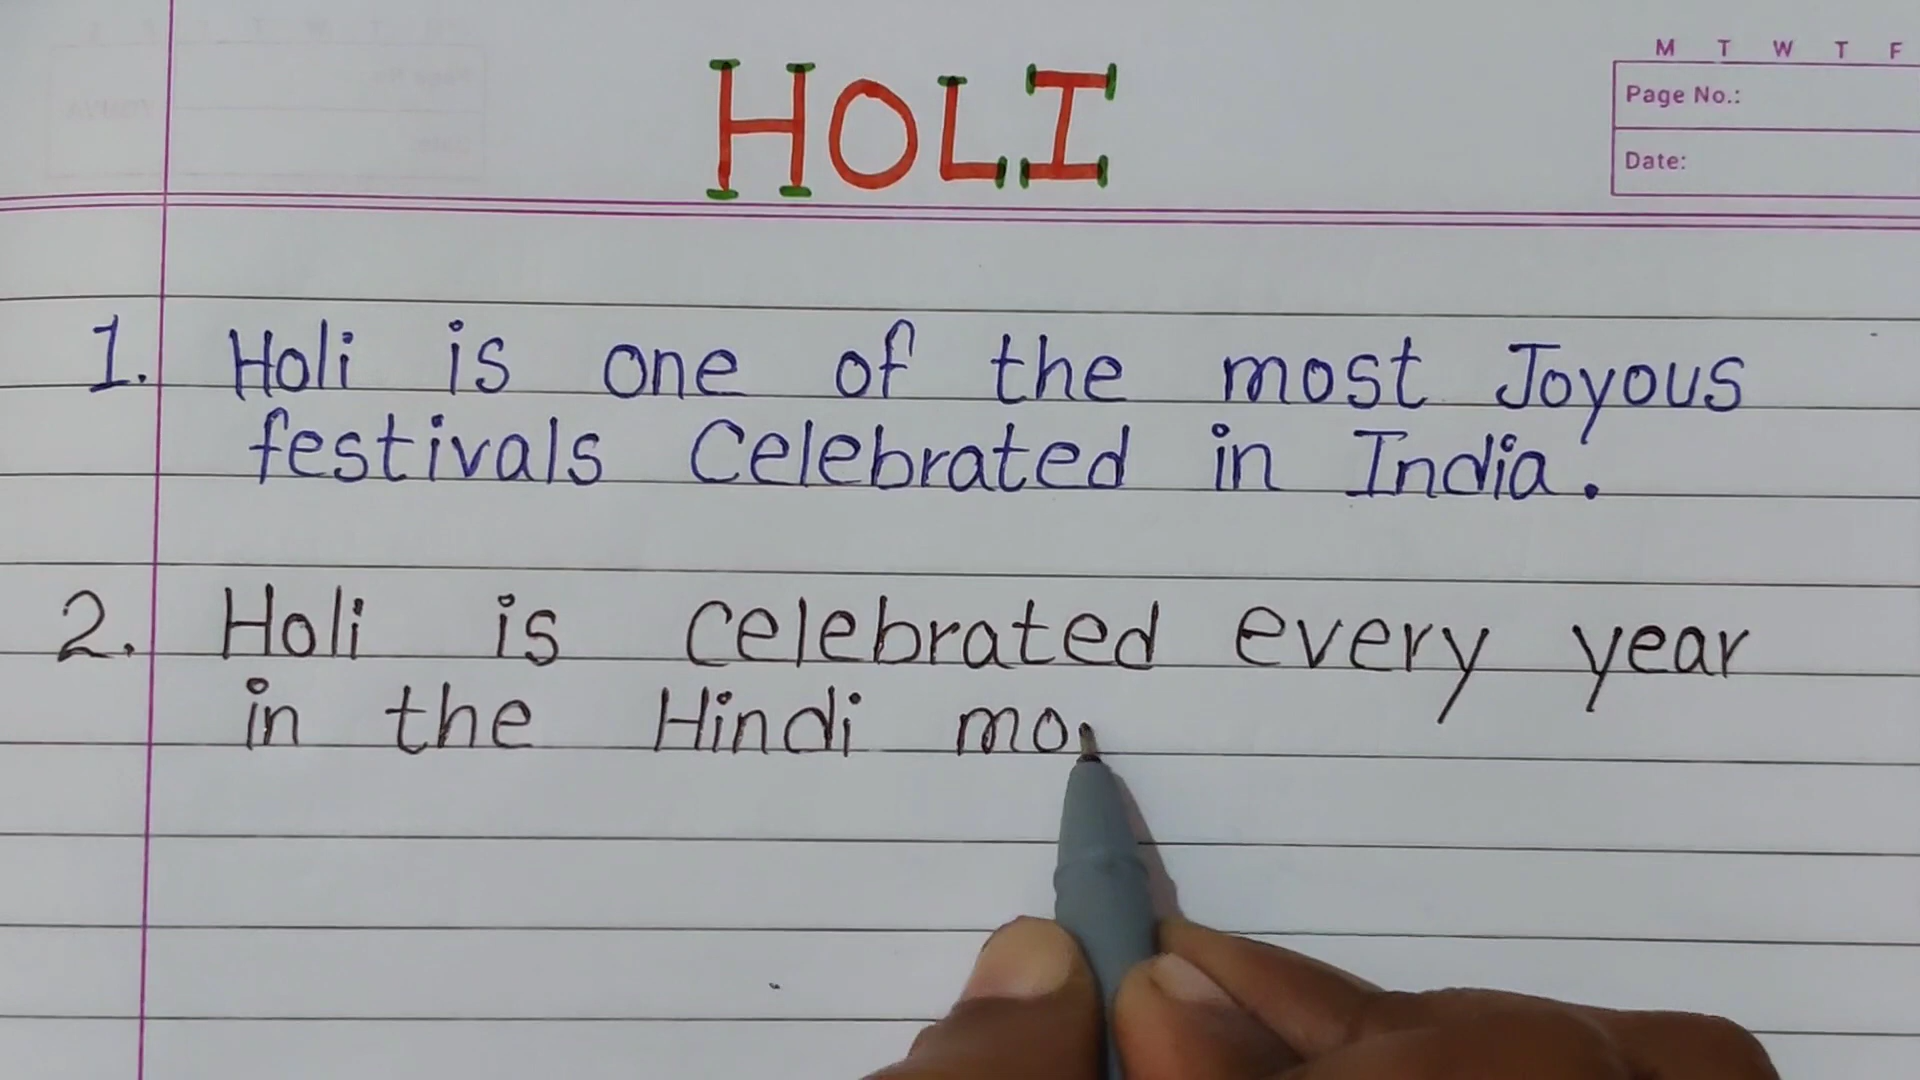 HOLI
M T W T F
Page No.:
Date:
1. Holi is one of the most Joyous
festivals Celebrated in India.
2. Holi is Celebrated every year
in the Hindi mo